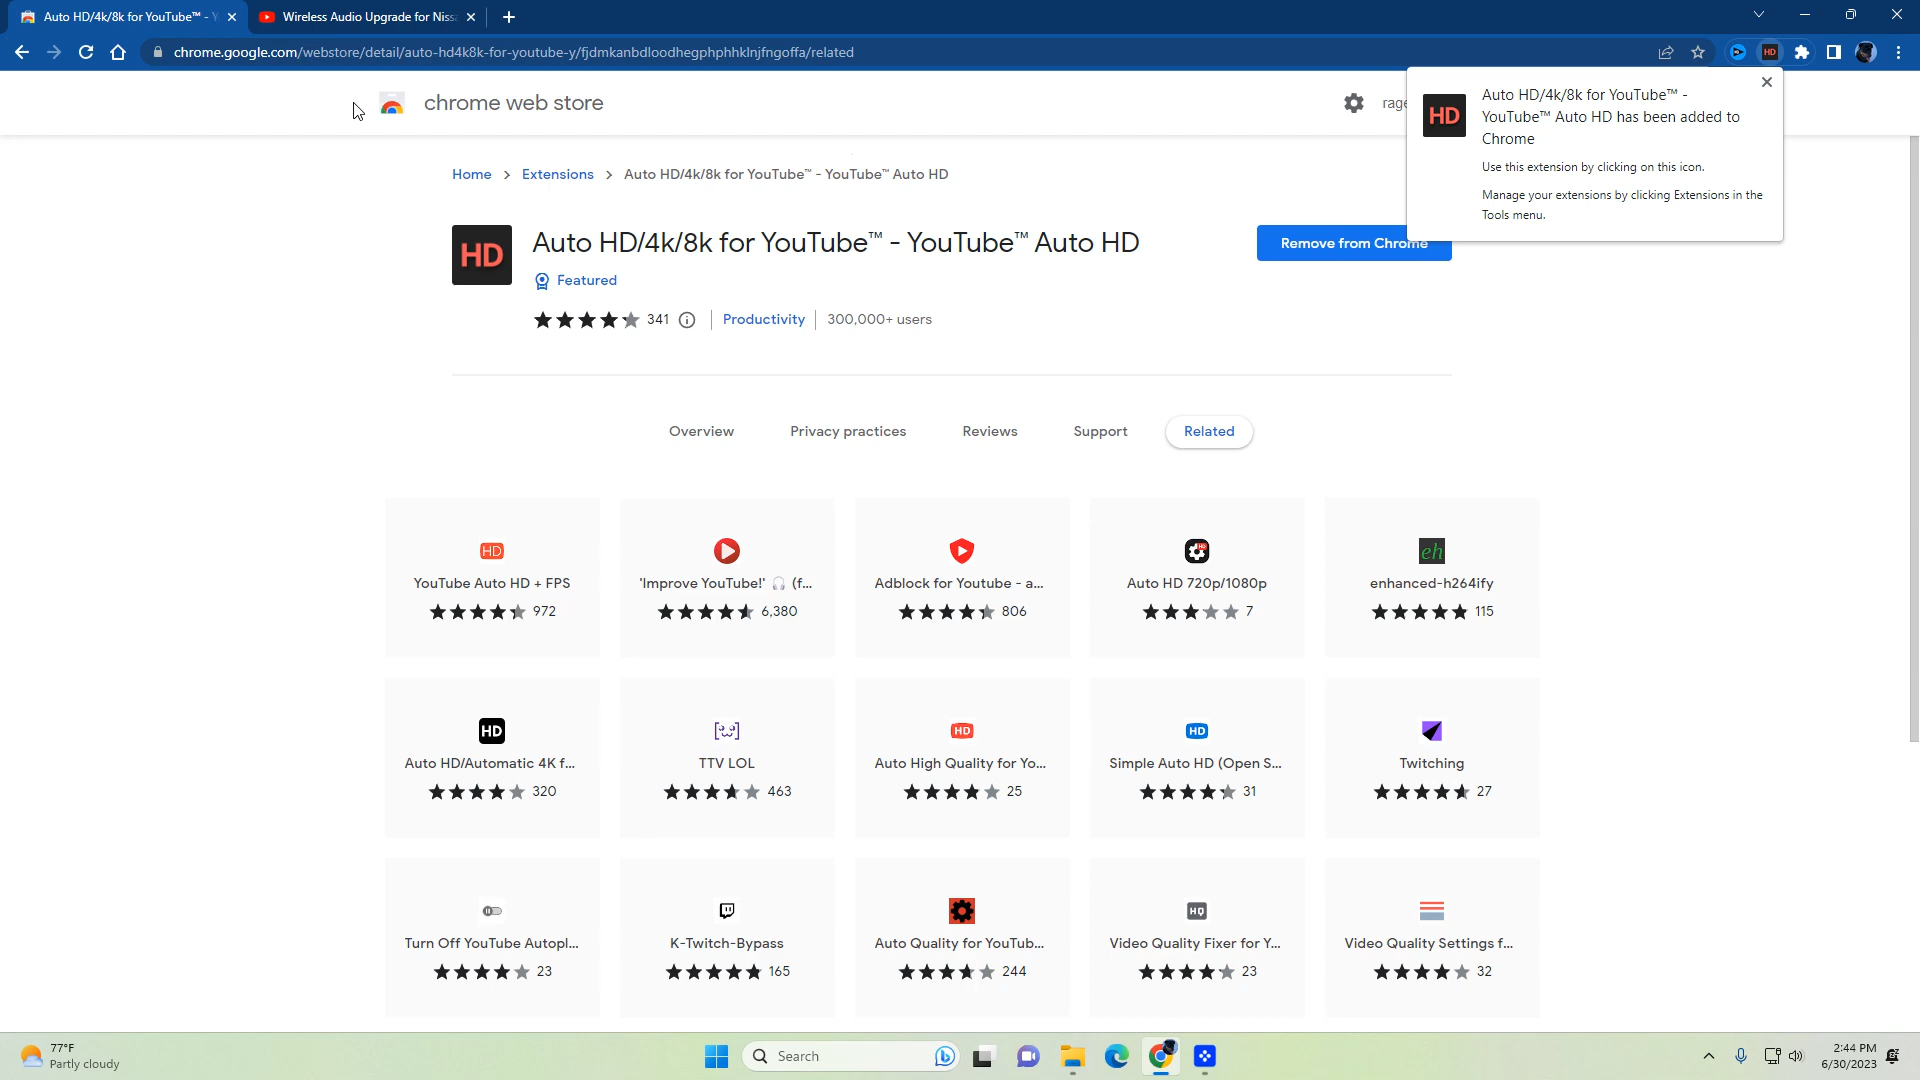 Auto HD/4k/8k for YouTube™ - Y
Wireless Audio Upgrade for Niss
chrome.google.com/webstore/detail/auto-hd4k8k-for-youtube-y/fjdmkanbdloodhegphphhklnjfngoffa/related
HD
chrome web store
rage
HD
Auto HD/4k/8k for YouTube™ -
YouTube™ Auto HD has been added to
Chrome
Use this extension by clicking on this icon.
Manage your extensions by clicking Extensions in the
Tools menu.
Home > Extensions > Auto HD/4k/8k for YouTube™ - YouTube™ Auto HD
HD
Auto HD/4k/8k for YouTube™ - YouTube™ Auto HD
Remove from Chrome
Featured
341
Productivity
300,000+ users
Overview
Privacy practices
Reviews
Support
Related
HD
eh
YouTube Auto HD + FPS
'Improve YouTube!' 🎧 (f...
Adblock for Youtube - a...
Auto HD 720p/1080p
enhanced-h264ify
972
6,380
806
7
115
HD
HD
HD
Auto HD/Automatic 4K f...
TTV LOL
Auto High Quality for Yo...
Simple Auto HD (Open S...
Twitching
320
463
25
31
27
HQ
Turn Off YouTube Autopl...
K-Twitch-Bypass
Auto Quality for YouTub...
Video Quality Fixer for Y...
Video Quality Settings f...
23
165
244
23
32
77°F
Partly cloudy
Search
2:44 PM
6/30/2023